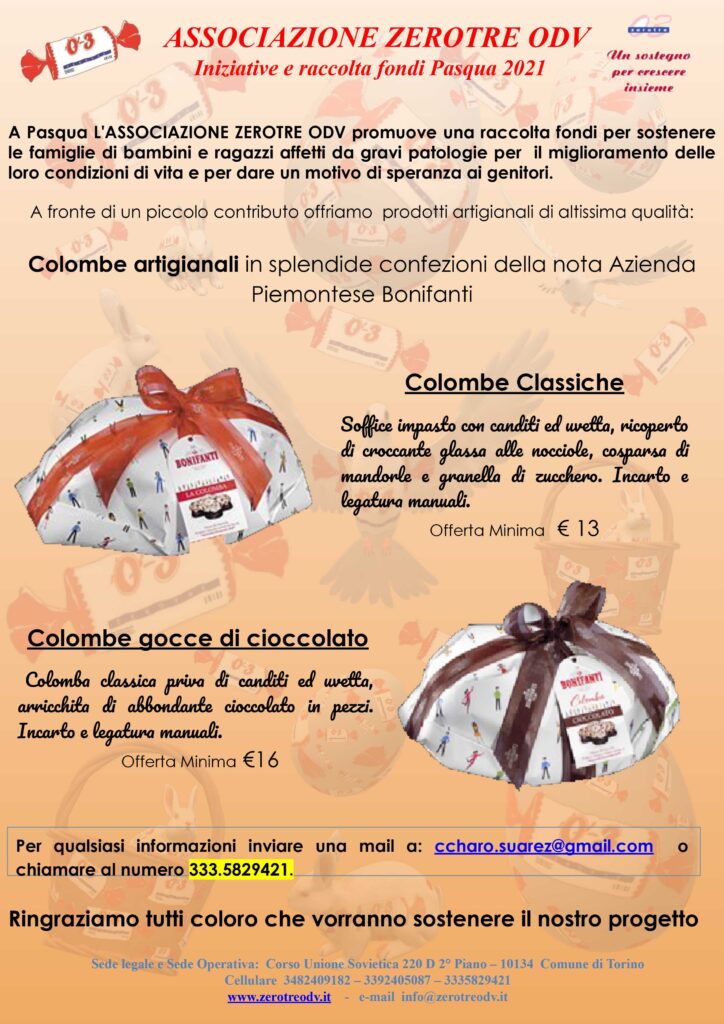 0-3
ASSOCIAZIONE ZEROTRE ODV
Iniziative e raccolta fondi Pasqua 2021
0-3
zerotre
Un sostegno
per crescere
insieme
A Pasqua L'ASSOCIAZIONE ZEROTRE ODV promuove una raccolta fondi per sostenere
le famiglie di bambini e ragazzi affetti da gravi patologie per il miglioramento delle
loro condizioni di vita e per dare un motivo di speranza ai genitori.
A fronte di un piccolo contributo offriamo prodotti artigianali di altissima qualità:
Colombe artigianali in splendide confezioni della nota Azienda
Piemontese Bonifanti
Colombe Classiche
Soffice impasto con canditi ed uvetta, ricoperto
di croccante glassa alle nocciole, cosparsa di
mandorle e granella di zucchero. Incarto e
legatura manuali.
Offerta Minima € 13
BONIFANTI
LA COLOMBA
Colombe gocce di cioccolato
Colomba classica priva di canditi ed uvetta,
arricchita di abbondante cioccolato in pezzi.
Incarto e legatura manuali.
Offerta Minima €16
BONIFANTI
Colomba
CIOCCOLATO
Per qualsiasi informazioni inviare una mail a: ccharo.suarez@gmail.com o
chiamare al numero 333.5829421.
Ringraziamo tutti coloro che vorranno sostenere il nostro progetto
Sede legale e Sede Operativa: Corso Unione Sovietica 220 D 2° Piano – 10134 Comune di Torino
Cellulare 3482409182 – 3392405087 – 3335829421
www.zerotreodv.it - e-mail info@zerotreodv.it